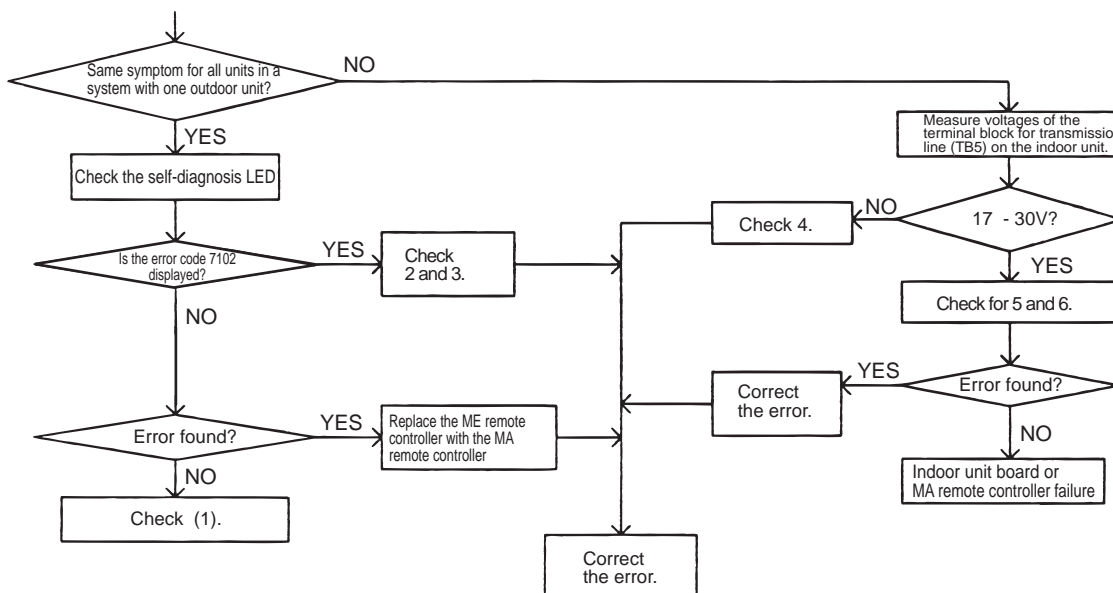 Same symptom for all units in a
system with one outdoor unit?
NO
YES
Measure voltages of the
terminal block for transmissio
line (TB5) on the indoor unit.
Check the self-diagnosis LED
17 - 30V?
NO
Check 4.
YES
Is the error code 7102
displayed?
YES
Check
2 and 3.
NO
Check for 5 and 6.
Error found?
YES
Correct
the error.
NO
Error found?
YES
Replace the ME remote
controller with the MA
remote controller
NO
Indoor unit board or
MA remote controller failure
Check (1).
Correct
the error.